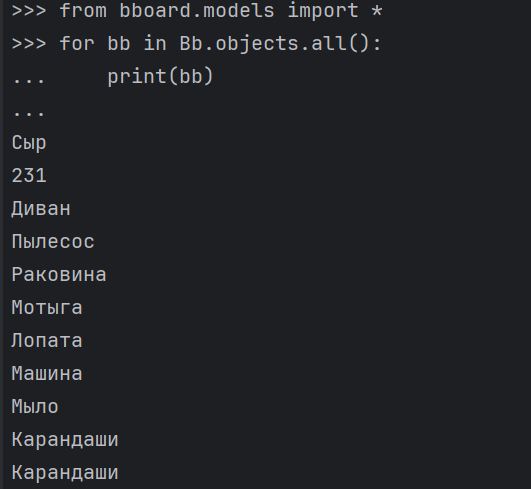 >>> from bboard.models import *
>>> for bb in Bb.objects.all():
...     print(bb)
...
Сыр
231
Диван
Пылесос
Раковина
Мотыга
Лопата
Машина
Мыло
Карандаши
Карандаши